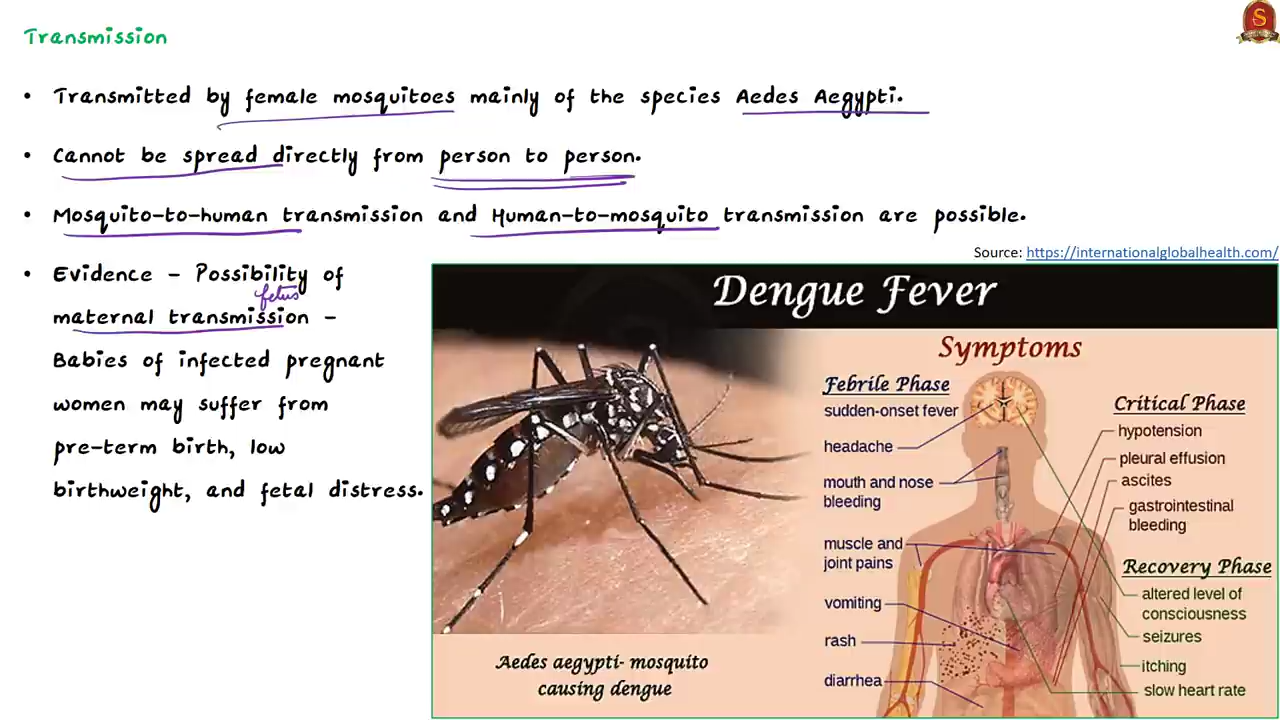 Transmission
• Transmitted by female mosquitoes mainly of the species Aedes Aegypti.
• Cannot be spread directly from person to person.
• Mosquito-to-human transmission and Human-to-mosquito transmission are possible.
Source: https://internationalglobalhealth.com/
• Evidence – Possibility of
fetus
maternal transmission –
Babies of infected pregnant
women may suffer from
pre-term birth, low
birthweight, and fetal distress.
Dengue Fever
Symptoms
Febrile Phase
sudden-onset fever
headache
mouth and nose
bleeding
muscle and
joint pains
vomiting
rash
diarrhea
Critical Phase
hypotension
pleural effusion
ascites
gastrointestinal
bleeding
Recovery Phase
altered level of
consciousness
seizures
itching
slow heart rate
Aedes aegypti- mosquito
causing dengue